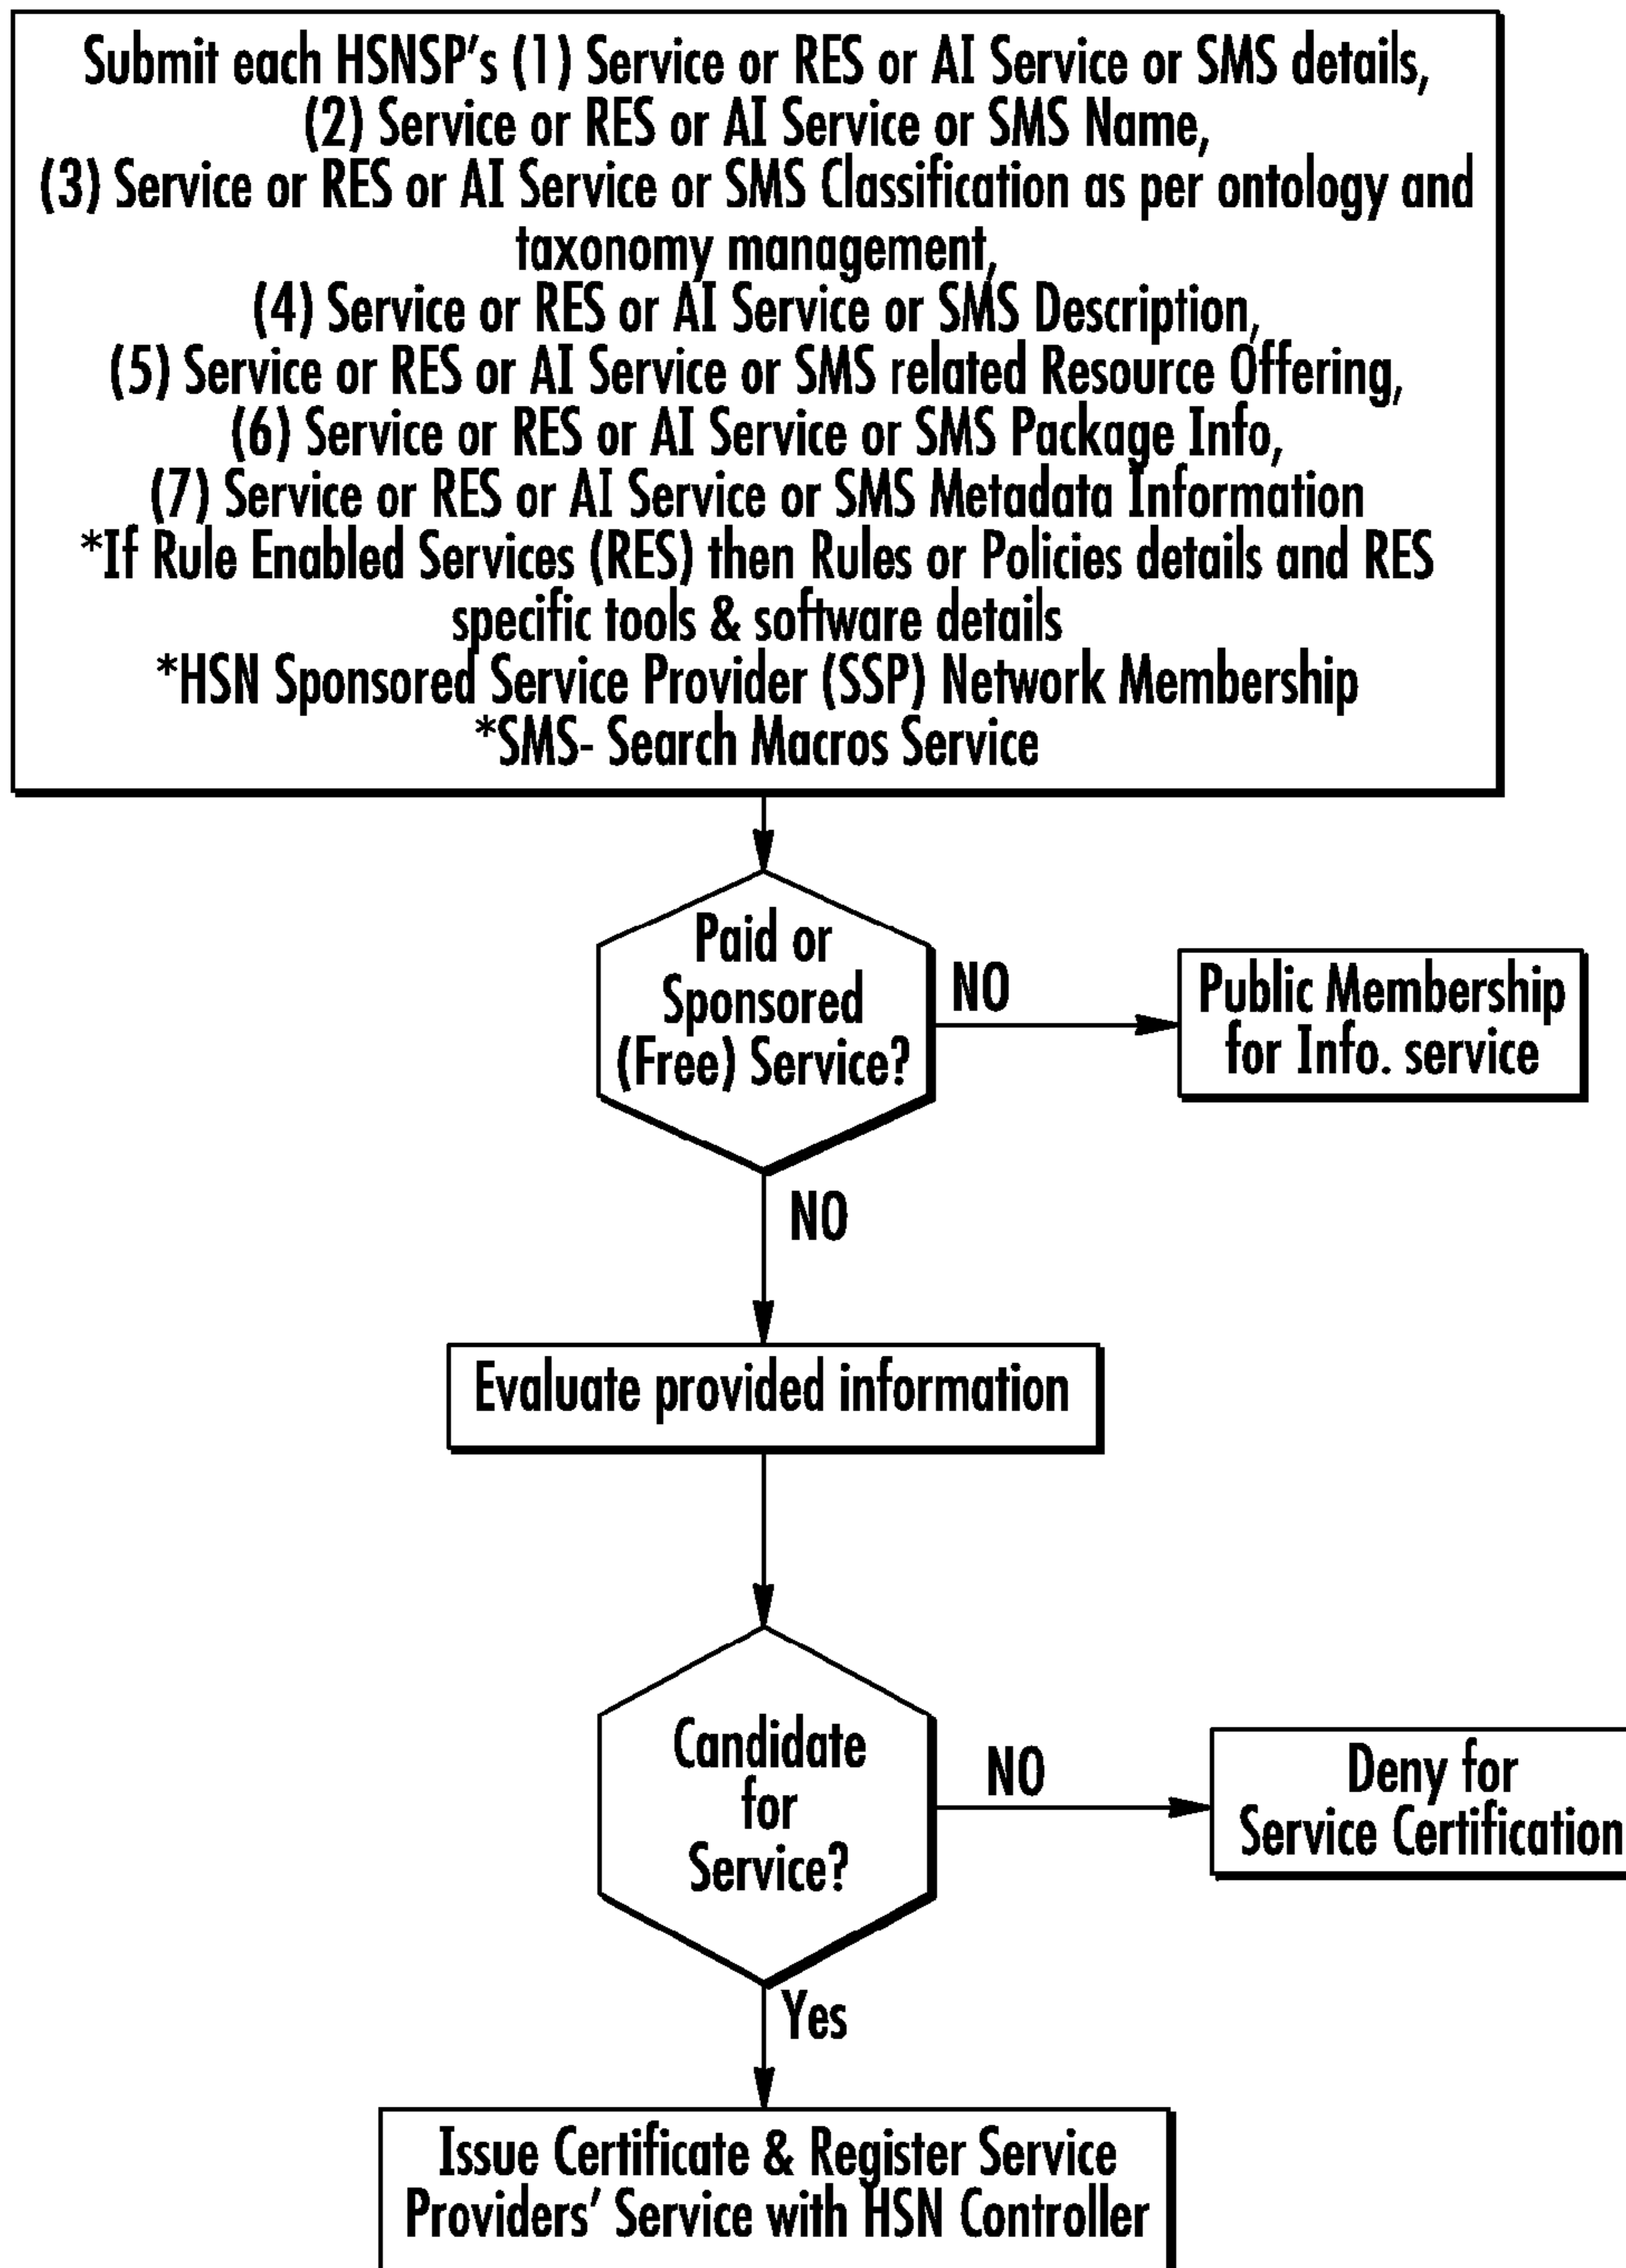 Submit each HSNSP's (1) Service or RES or AI Service or SMS details,
(2) Service or RES or AI Service or SMS Name,
(3) Service or RES or AI Service or SMS Classification as per ontology and
taxonomy management,
(4) Service or RES or AI Service or SMS Description,
(5) Service or RES or AI Service or SMS related Resource Offering,
(6) Service or RES or AI Service or SMS Package Info,
(7) Service or RES or AI Service or SMS Metadata Information
*If Rule Enabled Services (RES) then Rules or Policies details and RES
specific tools & software details
*HSN Sponsored Service Provider (SSP) Network Membership
*SMS- Search Macros Service
Paid or
Sponsored
(Free) Service?
NO
Public Membership
for Info. service
NO
Evaluate provided information
Candidate
for
Service?
NO
Deny for
Service Certification
Yes
Issue Certificate & Register Service
Providers' Service with HSN Controller